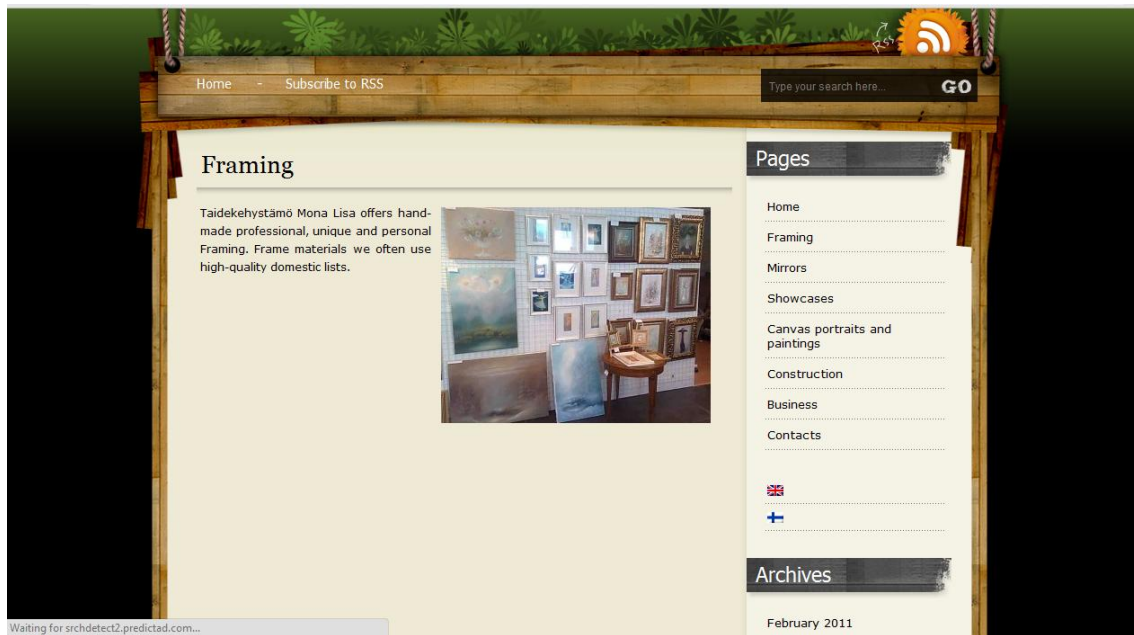 RSS
Home - Subscribe to RSS
Type your search here...
GO
Framing
Taidekehystämö Mona Lisa offers hand-
made professional, unique and personal
Framing. Frame materials we often use
high-quality domestic lists.
Pages
Home
Framing
Mirrors
Showcases
Canvas portraits and
paintings
Construction
Business
Contacts
Archives
February 2011
Waiting for srchdetect2.predictad.com...